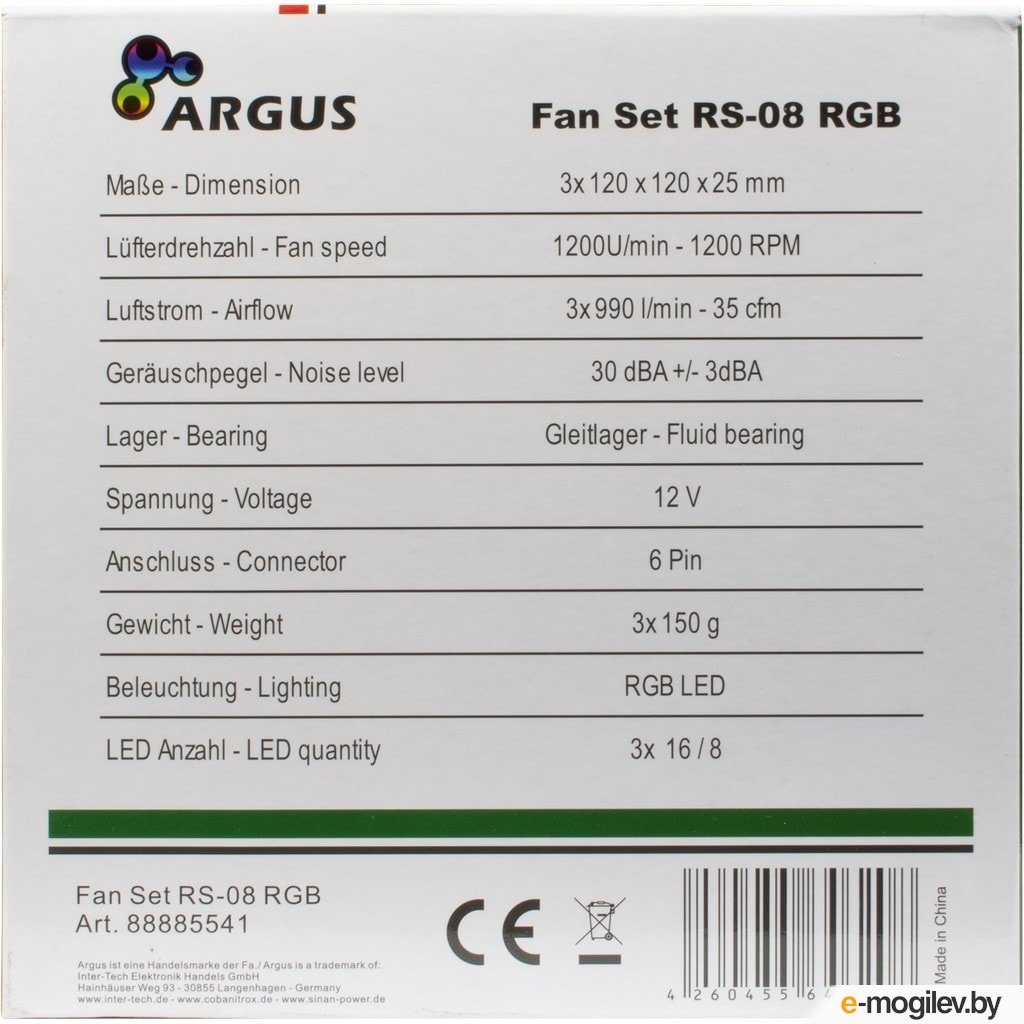 ARGUS
Fan Set RS-08 RGB
Maße - Dimension 3x 120 x 120 x 25 mm
Lüfterdrehzahl - Fan speed 1200U/min - 1200 RPM
Luftstrom - Airflow 3x 990 l/min - 35 cfm
Geräuschpegel - Noise level 30 dBA +/- 3dBA
Lager - Bearing Gleitlager - Fluid bearing
Spannung - Voltage 12 V
Anschluss - Connector 6 Pin
Gewicht - Weight 3x 150 g
Beleuchtung - Lighting RGB LED
LED Anzahl - LED quantity 3x 16 / 8
Fan Set RS-08 RGB
Art. 88885541
Argus ist eine Handelsmarke der Fa./ Argus is a trademark of:
Inter-Tech Elektronik Handels GmbH
Hainhäuser Weg 93 - 30855 Langenhagen - Germany
www.inter-tech.de, www.cobanitrox.de, www.sinan-power.de
CE
4 260455 64
Made in China
e-mogilev.by